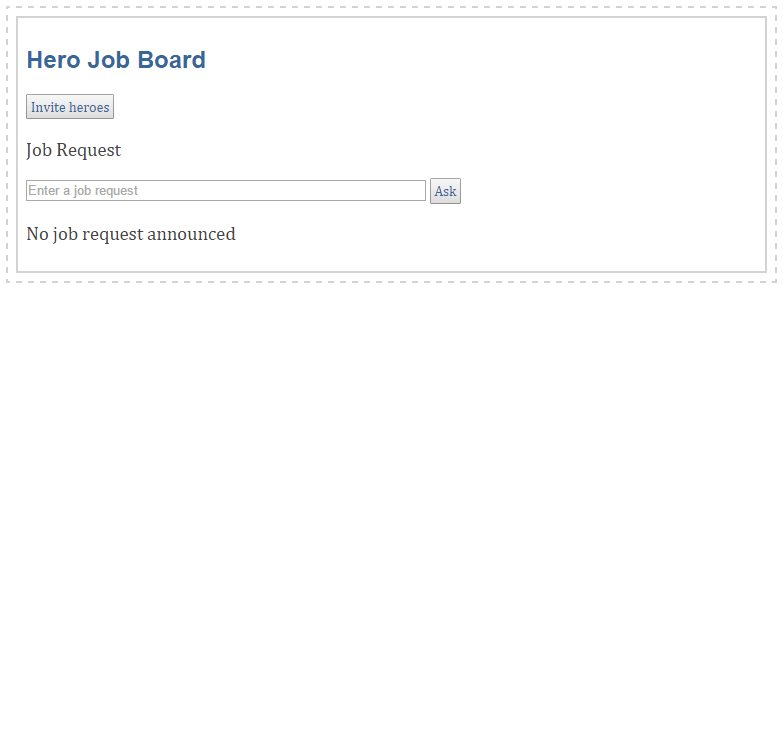 Hero Job Board
Invite heroes
Job Request
Enter a job request
Ask
No job request announced